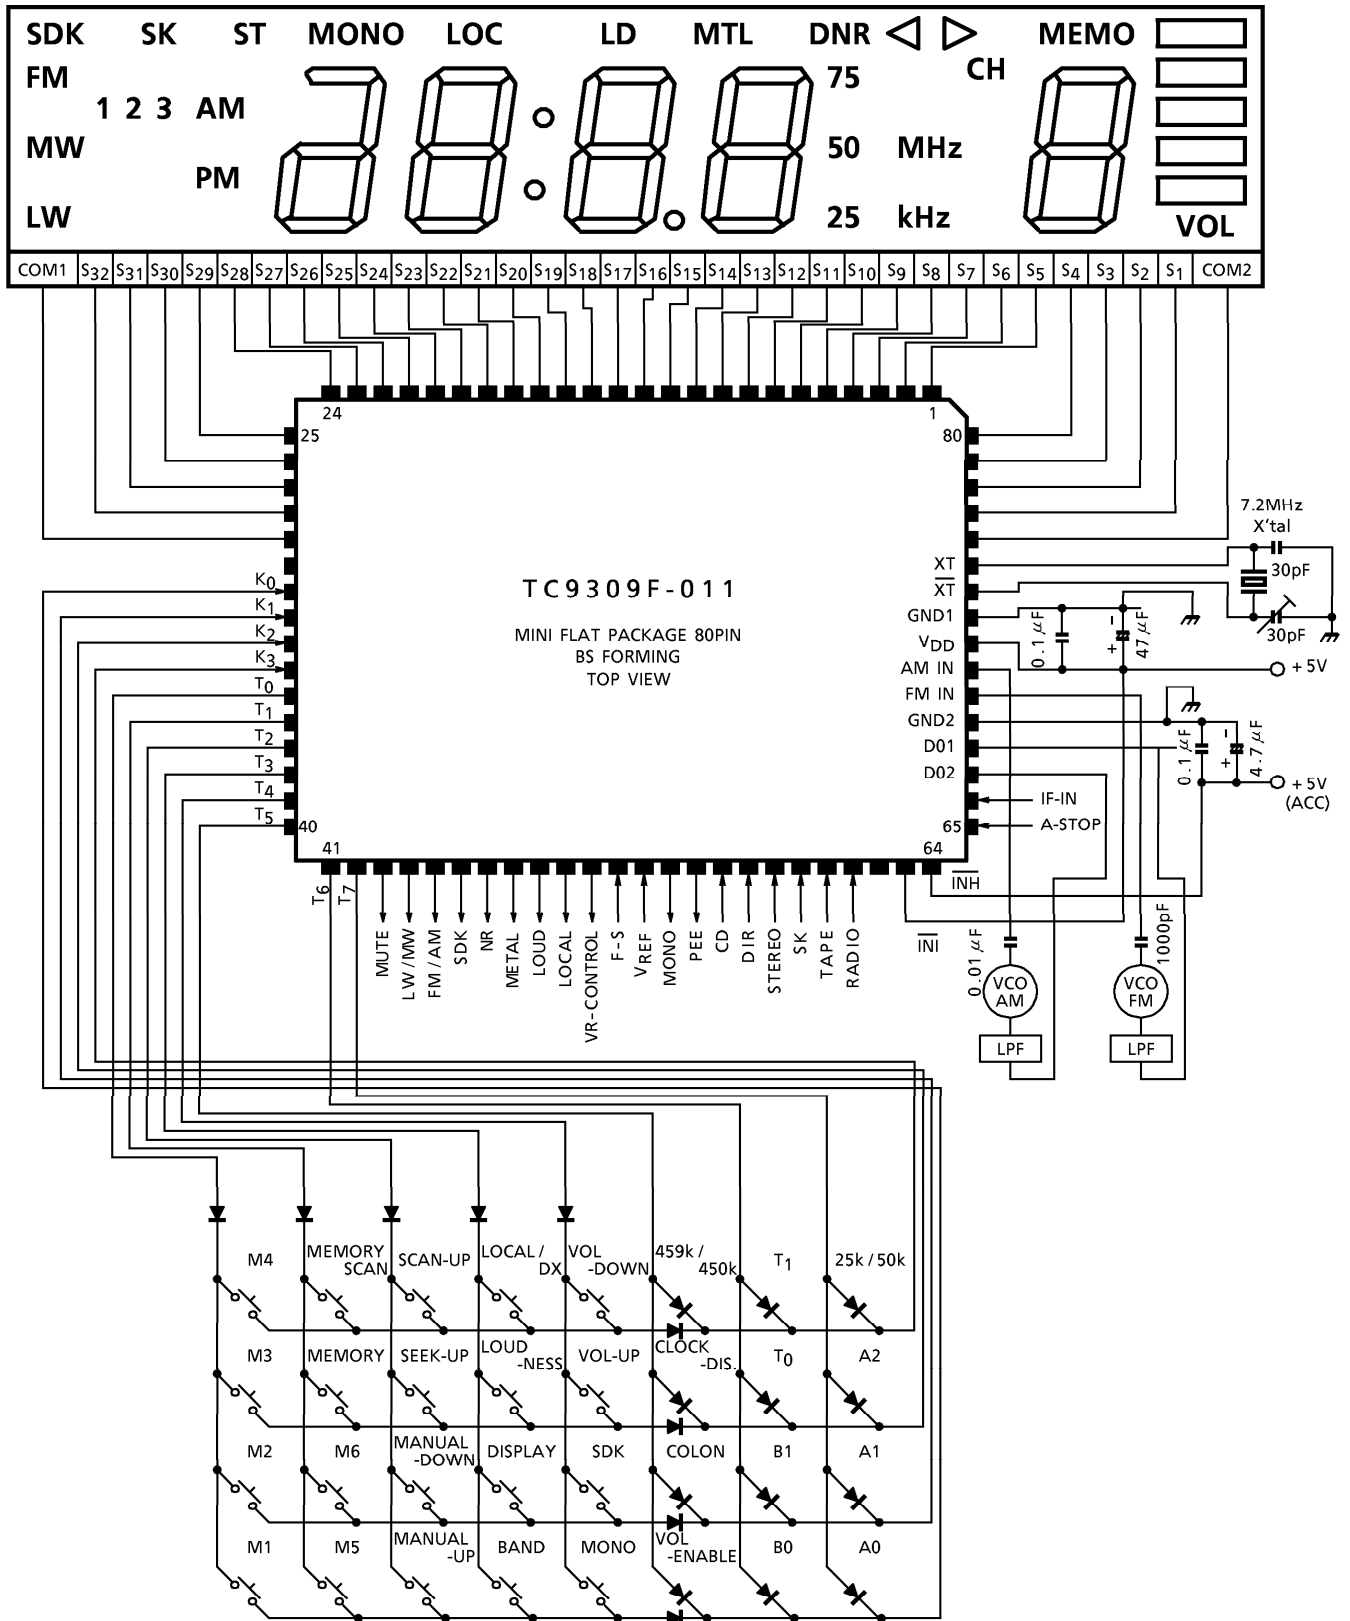 SDK SK ST MONO LOC LD MTL DNR MEMO
FM 75 CH
1 2 3 AM
MW 50 MHz
PM
LW 25 kHz
VOL
COM1 S32 S31 S30 S29 S28 S27 S26 S25 S24 S23 S22 S21 S20 S19 S18 S17 S16 S15 S14 S13 S12 S11 S10 S9 S8 S7 S6 S5 S4 S3 S2 S1 COM2
24 1
25 80
7.2MHz
X'tal
XT
30pF
K0 TC9309F-011 X̅T̅
K1 GND1
MINI FLAT PACKAGE 80PIN
BS FORMING
TOP VIEW
30pF
0.1μF
- +
47μF
K2 VDD
K3 AM IN +5V
T0 FM IN
T1 GND2
T2 D01
0.1μF
- +
4.7μF
T3 D02 +5V
(ACC)
T4 IF-IN
T5 40 65 A-STOP
41 64
T6 T7 I̅N̅H̅
MUTE
LW/MW
FM/AM
SDK
NR
METAL
LOUD
LOCAL
VR-CONTROL
F-S
VREF
MONO
PEE
CD
DIR
STEREO
SK
TAPE
RADIO
I̅N̅I̅
0.01μF
1000pF
VCO
AM
VCO
FM
LPF LPF
M4 MEMORY
SCAN SCAN-UP LOCAL/
DX VOL
-DOWN 459k/
450k T1 25k/50k
M3 MEMORY SEEK-UP LOUD
-NESS VOL-UP CLOCK
-DIS. T0 A2
M2 M6 MANUAL
-DOWN DISPLAY SDK COLON B1 A1
M1 M5 MANUAL
-UP BAND MONO VOL
-ENABLE B0 A0